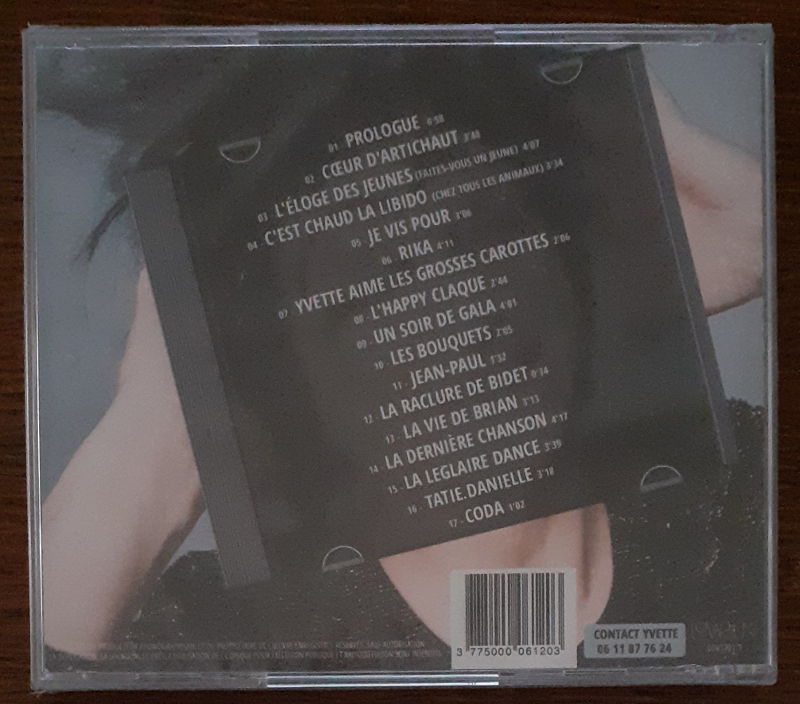 01 · PROLOGUE 0'58
02 · CŒUR D'ARTICHAUT 3'48
03 · L'ÉLOGE DES JEUNES (FAITES-VOUS UN JEUNE) 4'07
04 · C'EST CHAUD LA LIBIDO (CHEZ TOUS LES ANIMAUX) 3'34
05 · JE VIS POUR 3'06
06 · RIKA 4'11
07 · YVETTE AIME LES GROSSES CAROTTES 2'06
08 · L'HAPPY CLAQUE 2'44
09 · UN SOIR DE GALA 4'01
10 · LES BOUQUETS 2'05
11 · JEAN-PAUL 1'32
12 · LA RACLURE DE BIDET 0'34
13 · LA VIE DE BRIAN 3'13
14 · LA DERNIÈRE CHANSON 4'17
15 · LA LEGLAIRE DANCE 3'39
16 · TATIE.DANIELLE 3'18
17 · CODA 1'02
3 775000 061203
CONTACT YVETTE
06 11 87 76 24